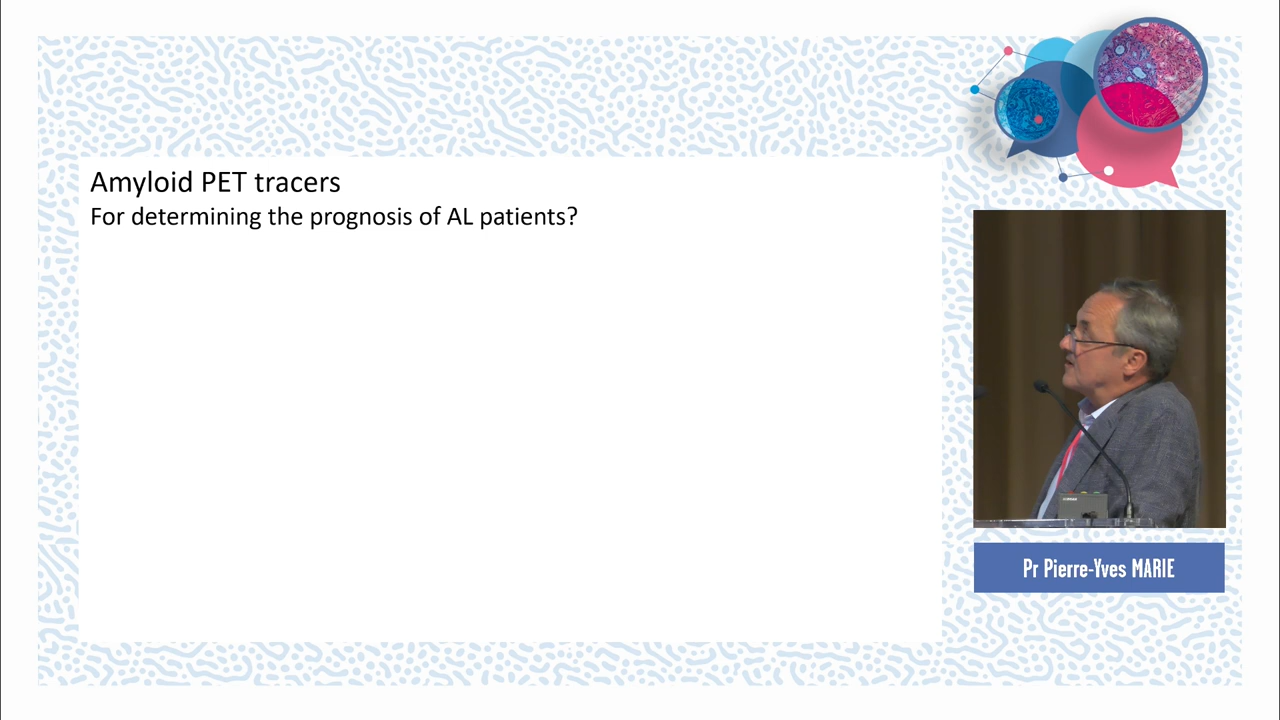 Amyloid PET tracers
For determining the prognosis of AL patients?
Pr Pierre-Yves MARIE